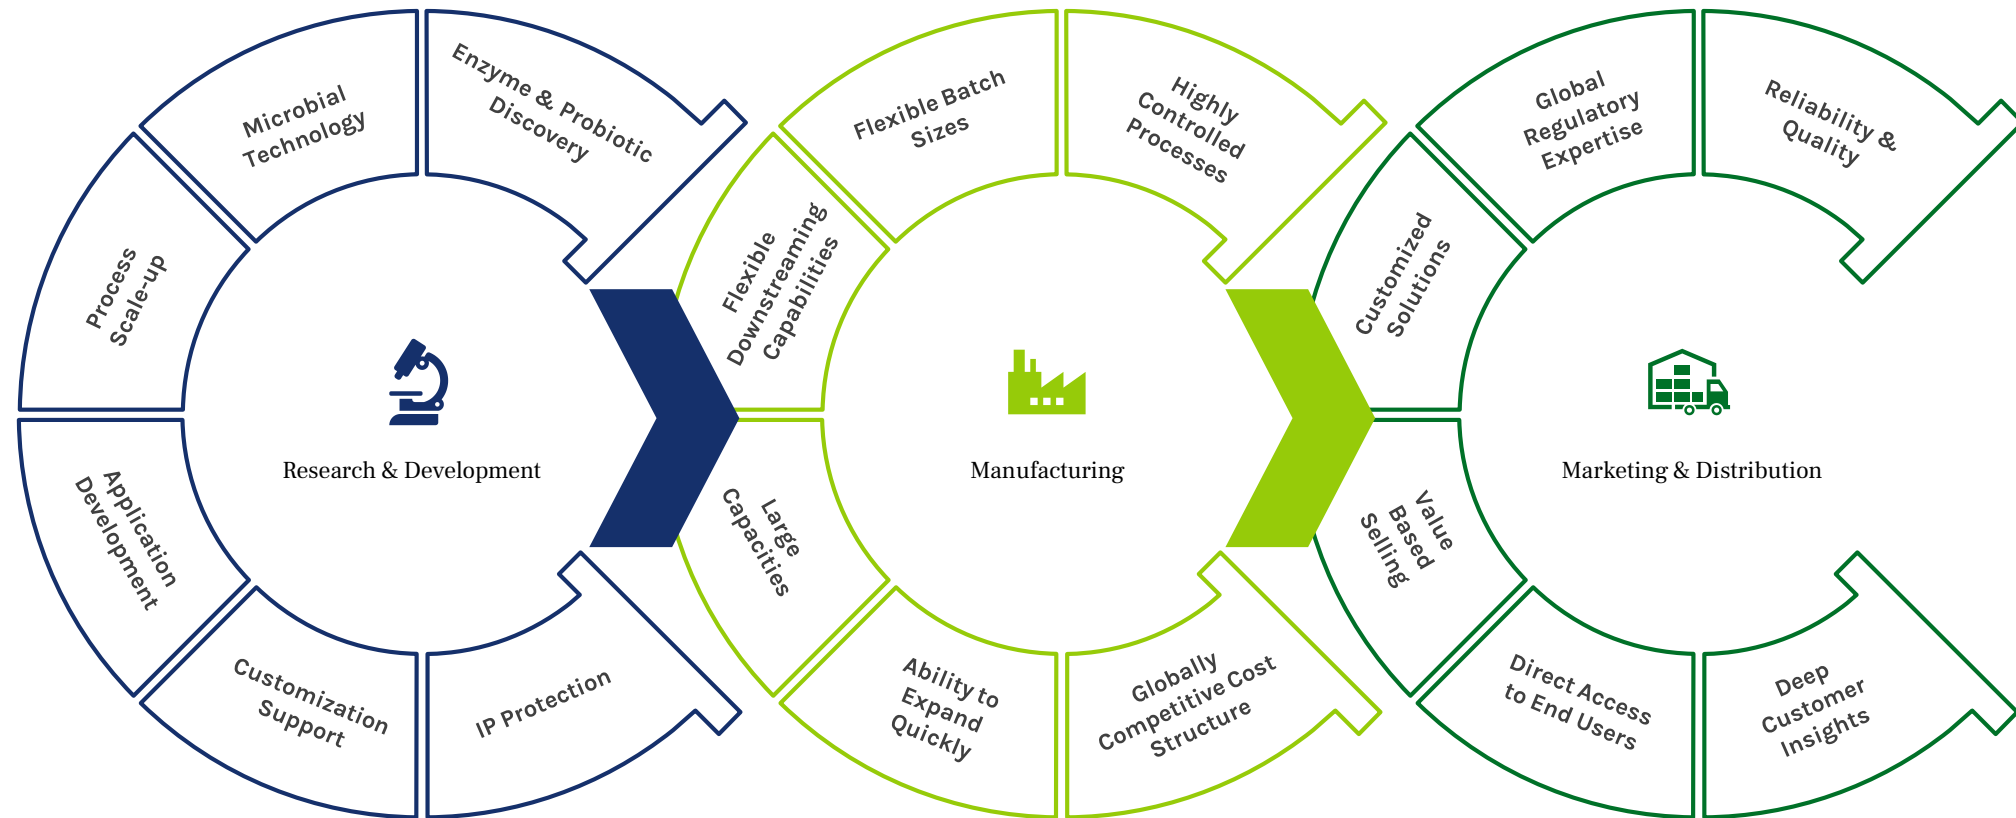 Enzyme & Probiotic
Discovery
Microbial
Technology
Process
Scale-up
Application
Development
Customization
Support
IP Protection
Research & Development
Highly
Controlled
Processes
Flexible Batch
Sizes
Flexible
Downstreaming
Capabilities
Large
Capacities
Ability to
Expand
Quickly
Globally
Competitive Cost
Structure
Manufacturing
Reliability &
Quality
Global
Regulatory
Expertise
Customized
Solutions
Value
Based
Selling
Direct Access
to End Users
Deep
Customer
Insights
Marketing & Distribution